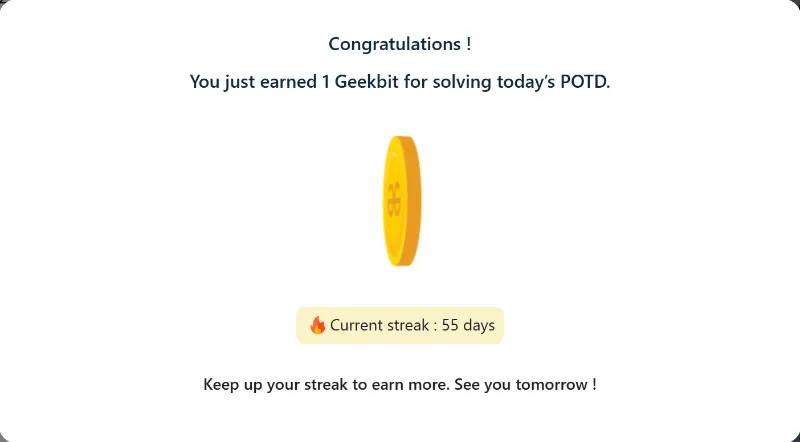 Congratulations !
You just earned 1 Geekbit for solving today’s POTD.
🔥 Current streak : 55 days
Keep up your streak to earn more. See you tomorrow !